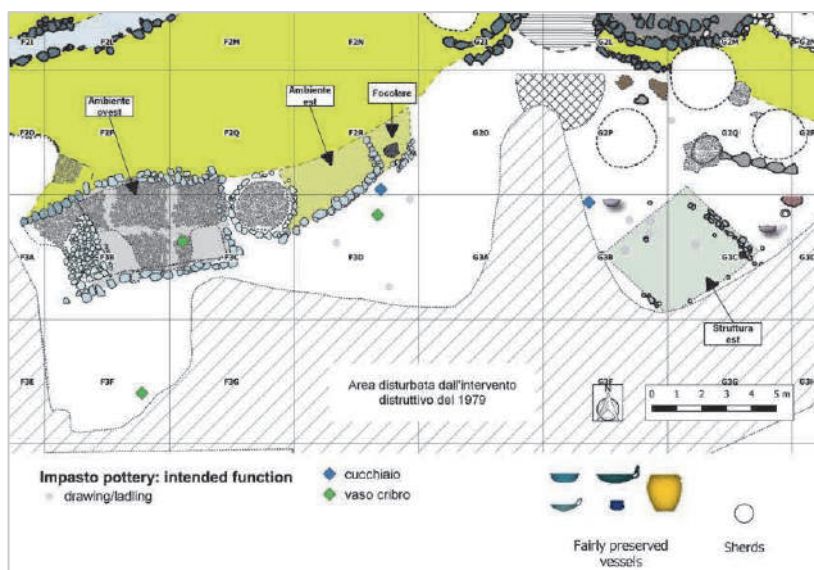 F2I
F2L
F2M
F2N
G2I
G2L
G2M
Ambiente ovest
Ambiente est
Focolare
F2O
F2P
F2Q
F2R
G2O
G2P
G2Q
F3A
F3B
F3C
F3D
G3A
G3B
G3C
Struttura est
F3E
F3F
F3G
Area disturbata dall'intervento
distruttivo del 1979
G3F
G3G
G3H
N
0 1 2 3 4 5 m
Impasto pottery: intended function
drawing/ladling
cucchiaio
vaso cribro
Fairly preserved
vessels
Sherds